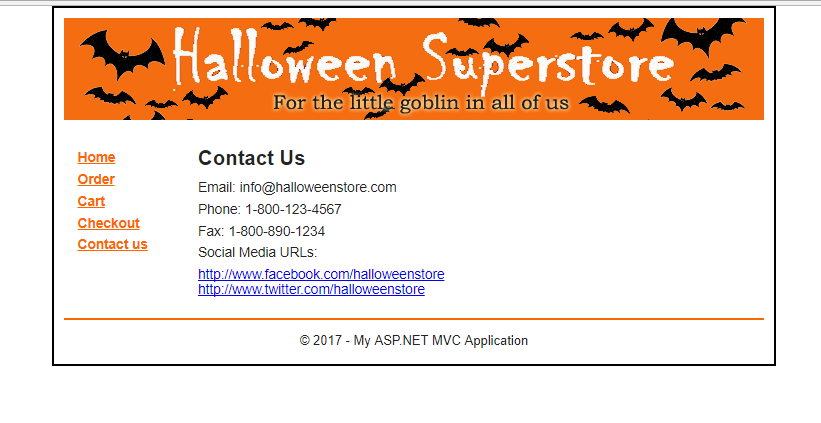 Halloween Superstore
For the little goblin in all of us
Home
Order
Cart
Checkout
Contact us
Contact Us
Email: info@halloweenstore.com
Phone: 1-800-123-4567
Fax: 1-800-890-1234
Social Media URLs:
http://www.facebook.com/halloweenstore
http://www.twitter.com/halloweenstore
© 2017 - My ASP.NET MVC Application